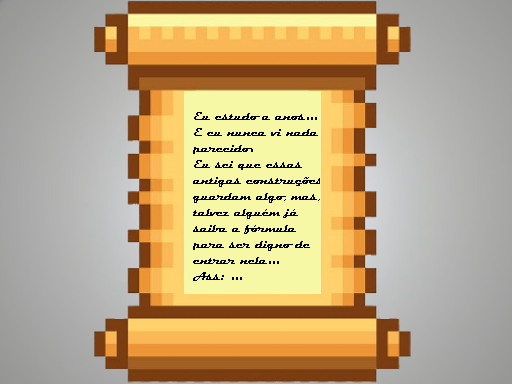 Eu estudo a anos...
E eu nunca vi nada
parecido.
Eu sei que essas
antigas construções
guardam algo, mas,
talvez alguém já
saiba a fórmula
para ser digno de
entrar nela...
Ass: ...